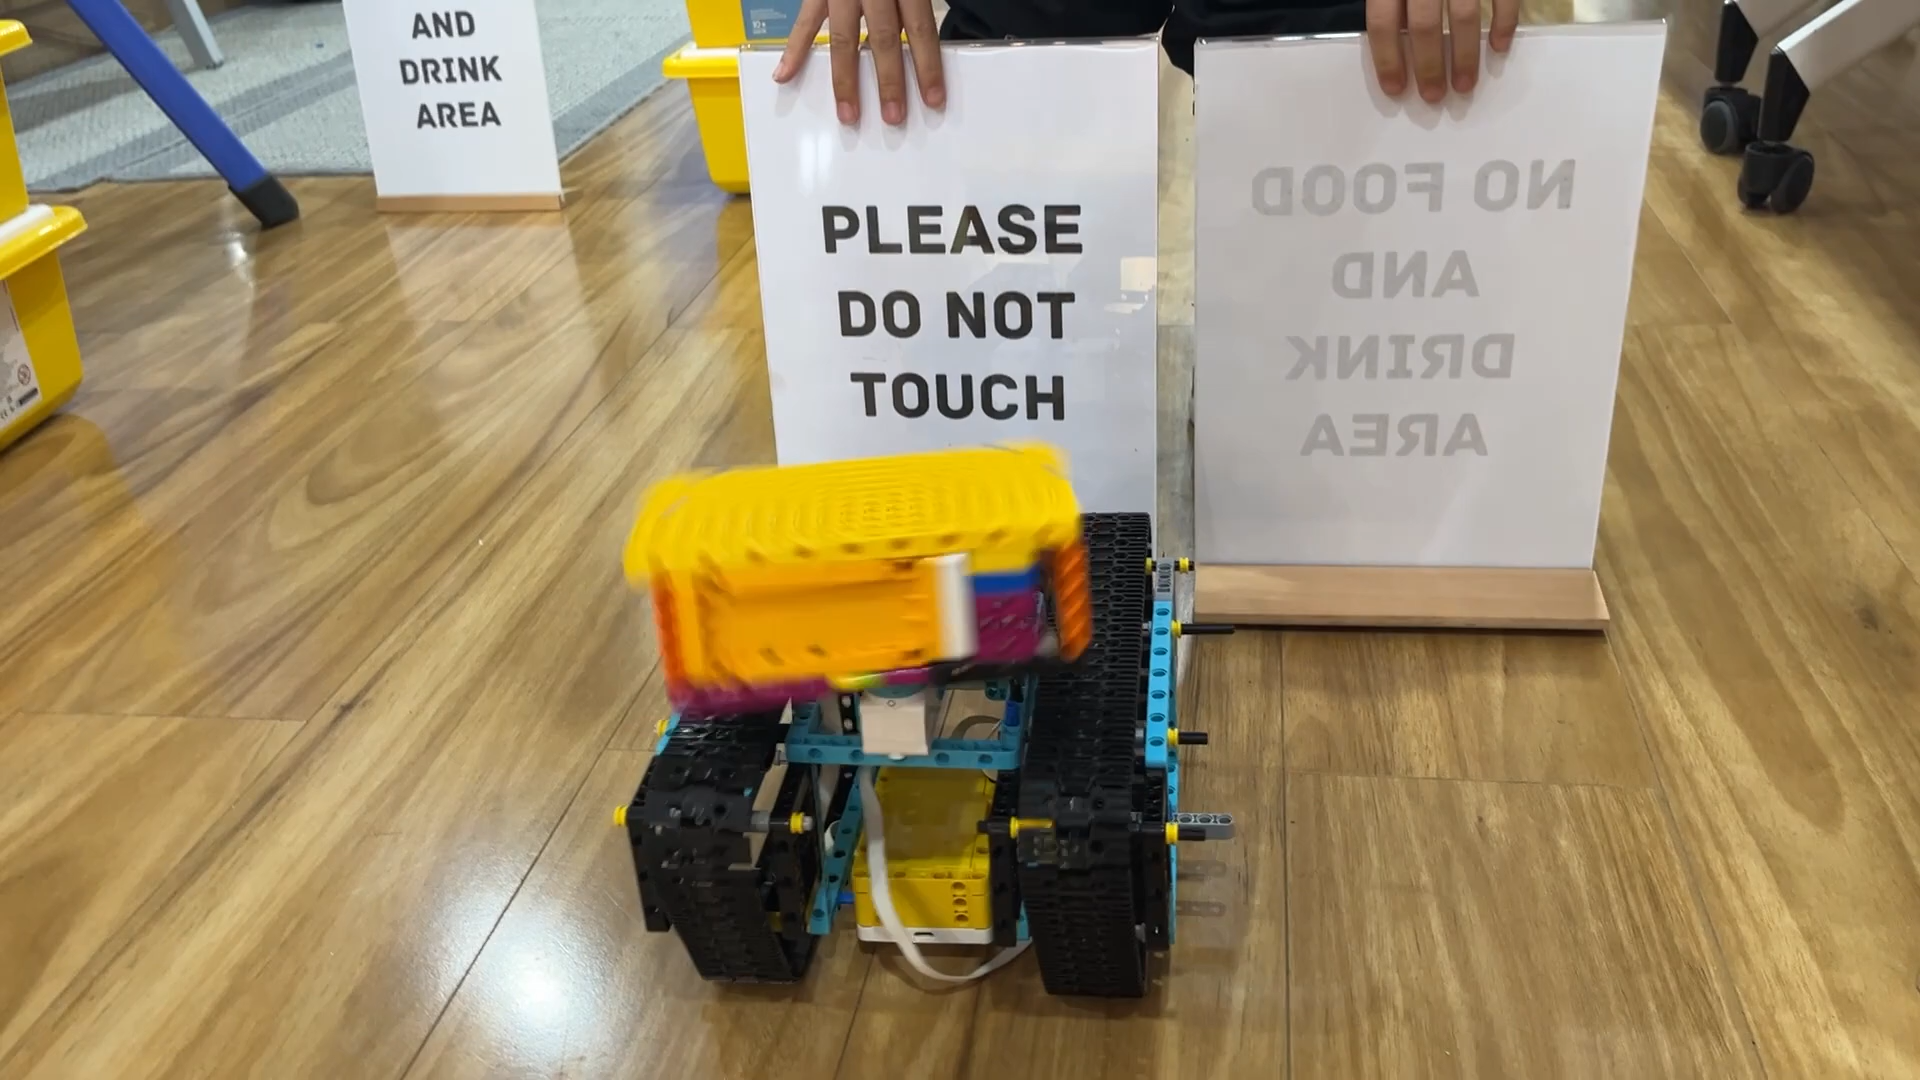 AND
DRINK
AREA
PLEASE
DO NOT
TOUCH
NO FOOD
AND
DRINK
AREA